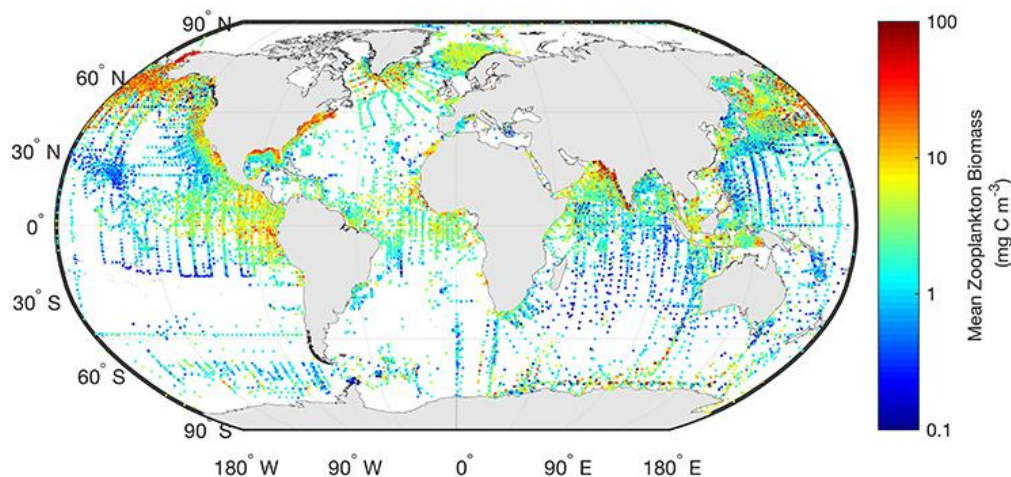 90° N
60° N
30° N
0°
30° S
60° S
90° S
180° W 90° W 0° 90° E 180° E
100
10
1
0.1
Mean Zooplankton Biomass
(mg C m⁻³)